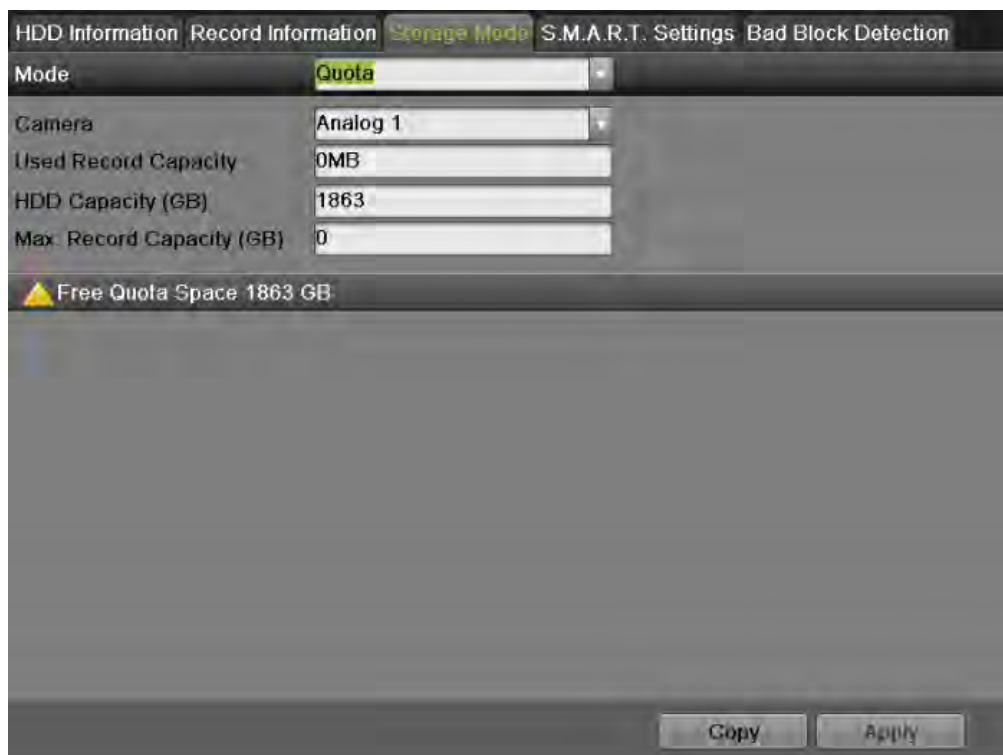 HDD Information Record Information Storage Mode S.M.A.R.T. Settings Bad Block Detection
Mode Quota
Camera Analog 1
Used Record Capacity 0MB
HDD Capacity (GB) 1863
Max. Record Capacity (GB) 0
Free Quota Space 1863 GB
Copy Apply